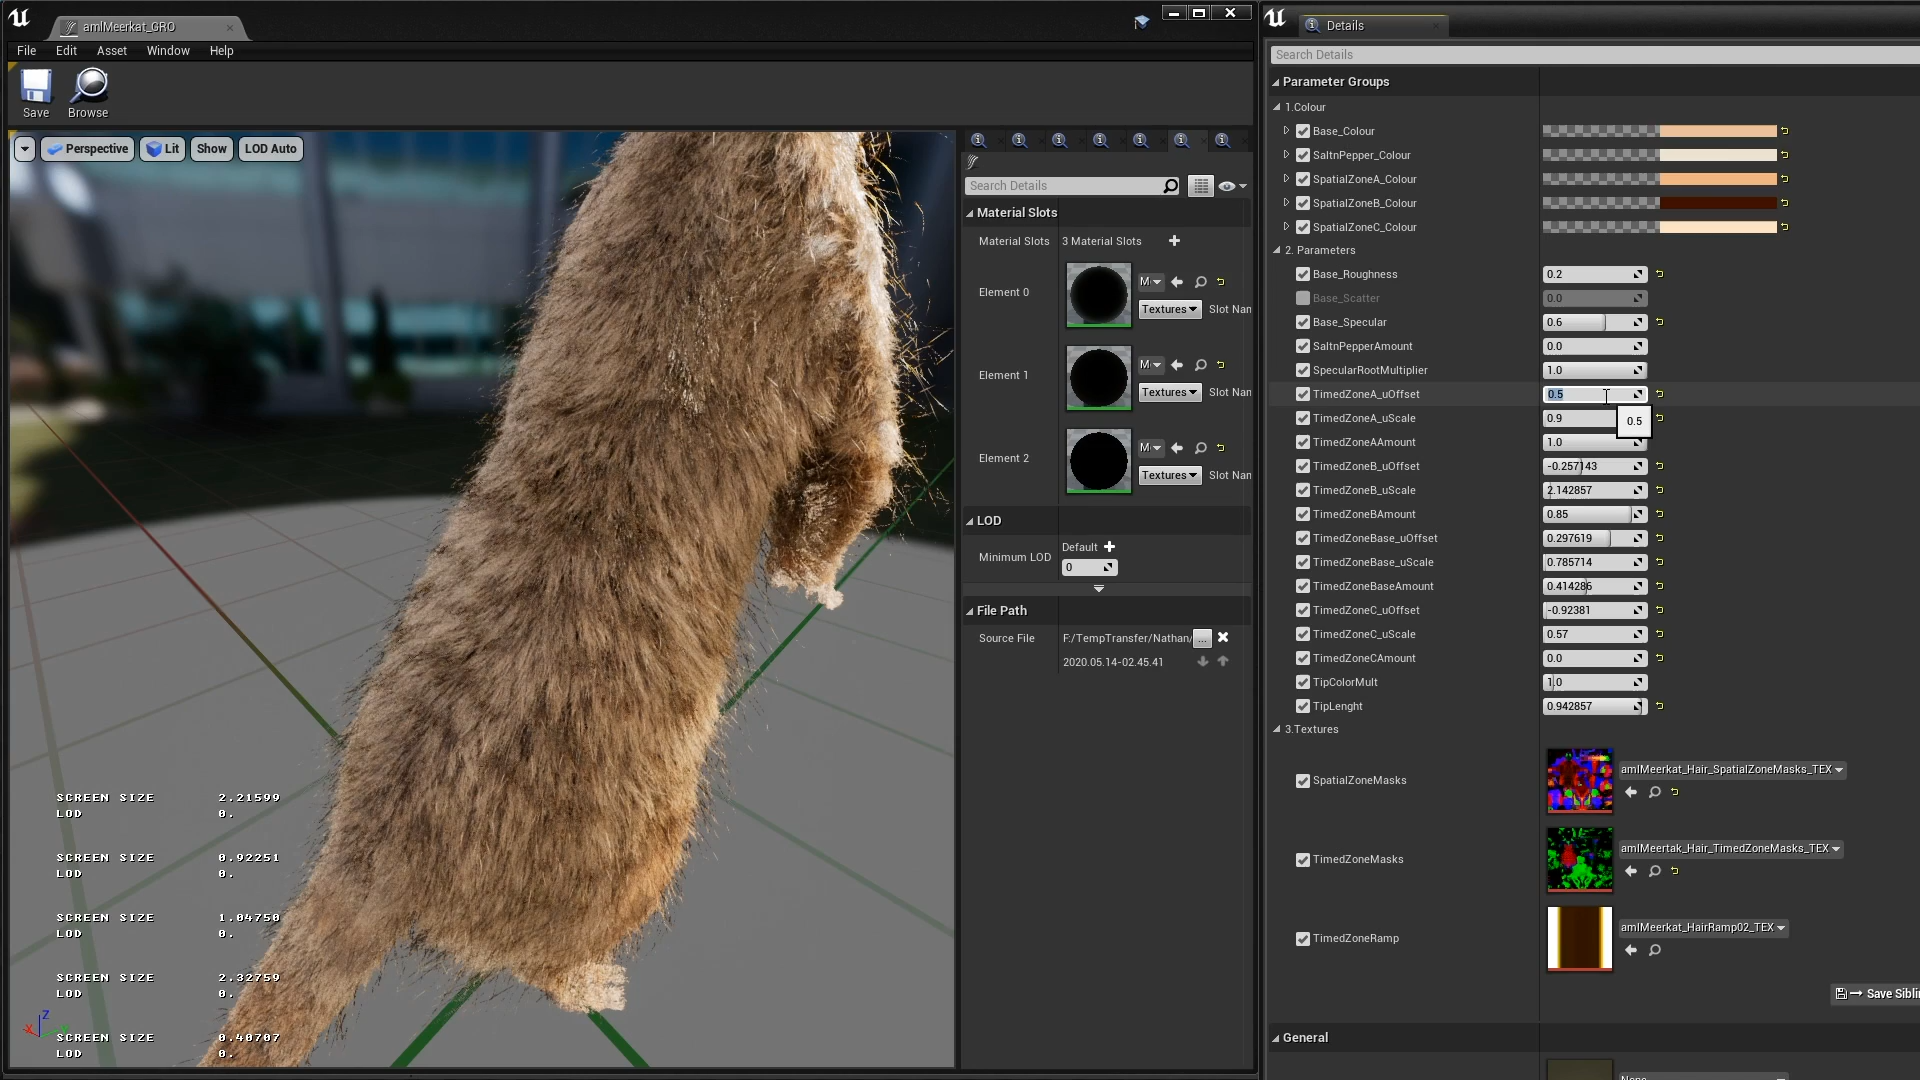 amlMeerkat_GRO
File Edit Asset Window Help
Save Browse
Perspective Lit Show LOD Auto
SCREEN SIZE 2.21599
LOD 0.
SCREEN SIZE 0.92251
LOD 0.
SCREEN SIZE 1.04750
LOD 0.
SCREEN SIZE 2.32759
LOD 0.
SCREEN SIZE 0.40707
LOD 0.
Z
X
Search Details
Material Slots
Material Slots 3 Material Slots
Element 0 M Textures Slot Nan
Element 1 M Textures Slot Nan
Element 2 M Textures Slot Nan
LOD
Minimum LOD Default
0
File Path
Source File F:/TempTransfer/Nathan/ ...
2020.05.14-02.45.41
Details
Search Details
Parameter Groups
1.Colour
Base_Colour
SaltnPepper_Colour
SpatialZoneA_Colour
SpatialZoneB_Colour
SpatialZoneC_Colour
2. Parameters
Base_Roughness 0.2
Base_Scatter 0.0
Base_Specular 0.6
SaltnPepperAmount 0.0
SpecularRootMultiplier 1.0
TimedZoneA_uOffset 0.5
TimedZoneA_uScale 0.9
0.5
TimedZoneAAmount 1.0
TimedZoneB_uOffset -0.257143
TimedZoneB_uScale 2.142857
TimedZoneBAmount 0.85
TimedZoneBase_uOffset 0.297619
TimedZoneBase_uScale 0.785714
TimedZoneBaseAmount 0.414286
TimedZoneC_uOffset -0.92381
TimedZoneC_uScale 0.57
TimedZoneCAmount 0.0
TipColorMult 1.0
TipLenght 0.942857
3.Textures
SpatialZoneMasks amlMeerkat_Hair_SpatialZoneMasks_TEX
TimedZoneMasks amlMeertak_Hair_TimedZoneMasks_TEX
TimedZoneRamp amlMeerkat_HairRamp02_TEX
Save Siblin
General